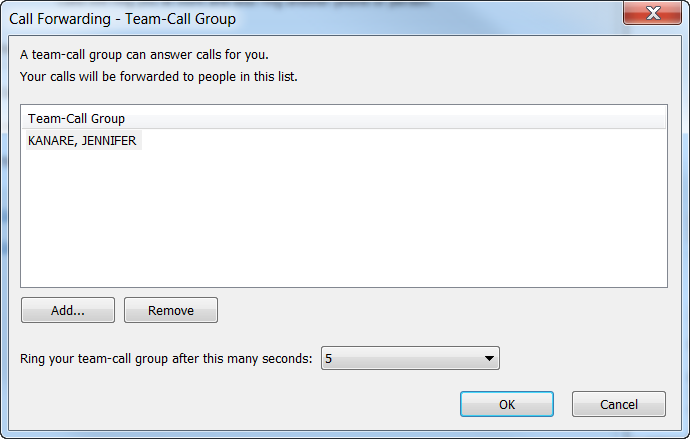 Call Forwarding - Team-Call Group
A team-call group can answer calls for you.
Your calls will be forwarded to people in this list.
Team-Call Group
KANARE, JENNIFER
Add...
Remove
Ring your team-call group after this many seconds:
5
OK
Cancel